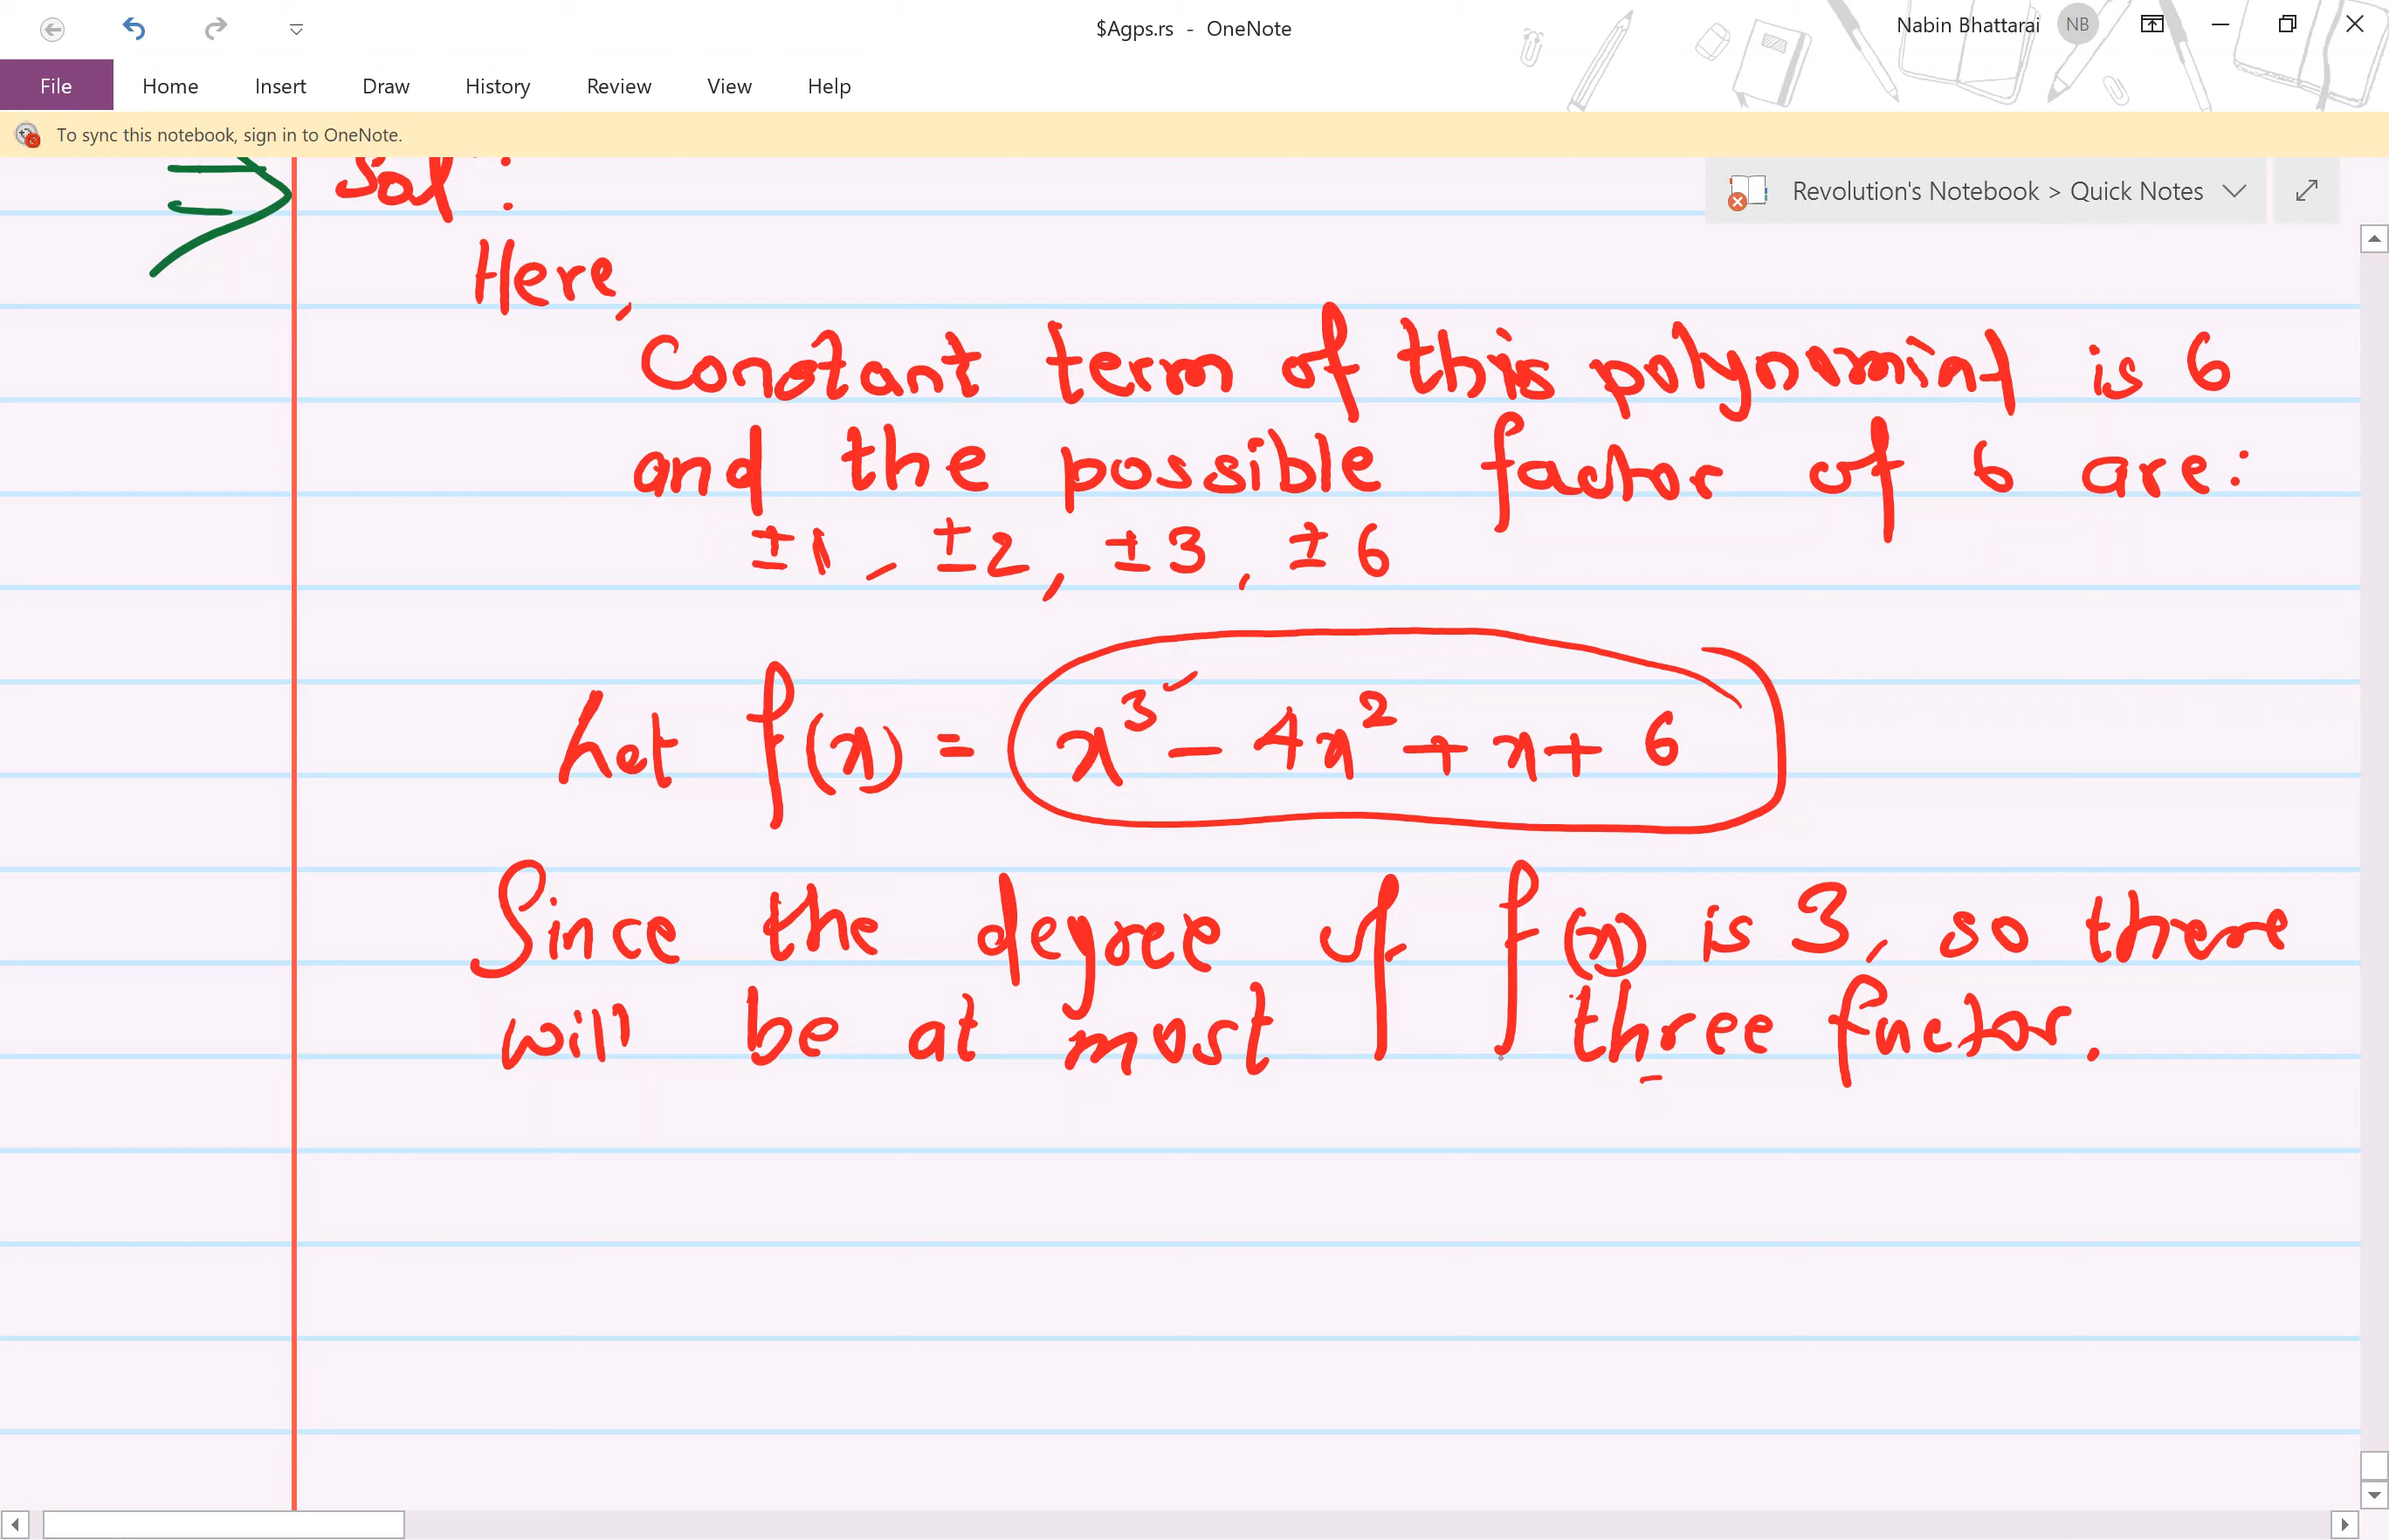 $Agps.rs - OneNote
Nabin Bhattarai NB
File Home Insert Draw History Review View Help
To sync this notebook, sign in to OneNote.
Revolution's Notebook > Quick Notes
Solⁿ:
Here,
Constant term of this polynomial is 6
and the possible factor of 6 are:
±1, ±2, ±3, ±6
Let f(x) = x³ - 4x² + x + 6
Since the degree of f(x) is 3, so there
will be at most three factor.